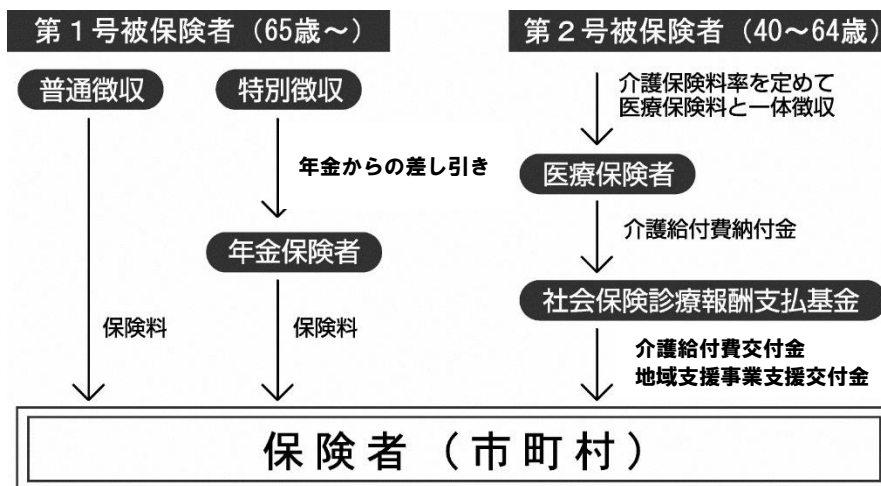 第１号被保険者（65歳～）
普通徴収
特別徴収
年金からの差し引き
年金保険者
保険料
保険料
第２号被保険者（40～64歳）
介護保険料率を定めて
医療保険料と一体徴収
医療保険者
介護給付費納付金
社会保険診療報酬支払基金
介護給付費交付金
地域支援事業支援交付金
保険者（市町村）